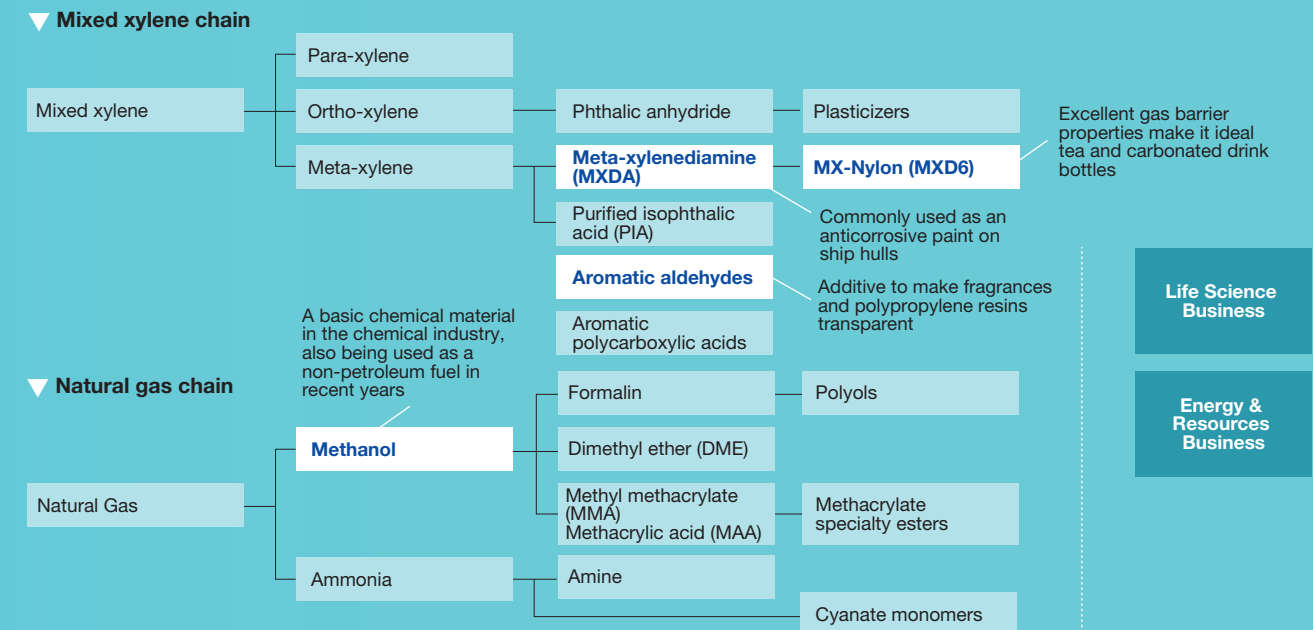 Mixed xylene chain
Para-xylene
Mixed xylene
Ortho-xylene
Phthalic anhydride
Plasticizers
Excellent gas barrier
properties make it ideal
tea and carbonated drink
bottles
Meta-xylene
Meta-xylenediamine
(MXDA)
MX-Nylon (MXD6)
Purified isophthalic
acid (PIA)
Commonly used as an
anticorrosive paint on
ship hulls
Aromatic aldehydes
Additive to make fragrances
and polypropylene resins
transparent
Life Science
Business
Aromatic
polycarboxylic acids
A basic chemical material
in the chemical industry,
also being used as a
non-petroleum fuel in
recent years
Natural gas chain
Formalin
Polyols
Energy &
Resources
Business
Methanol
Dimethyl ether (DME)
Natural Gas
Methyl methacrylate
(MMA)
Methacrylic acid (MAA)
Methacrylate
specialty esters
Ammonia
Amine
Cyanate monomers